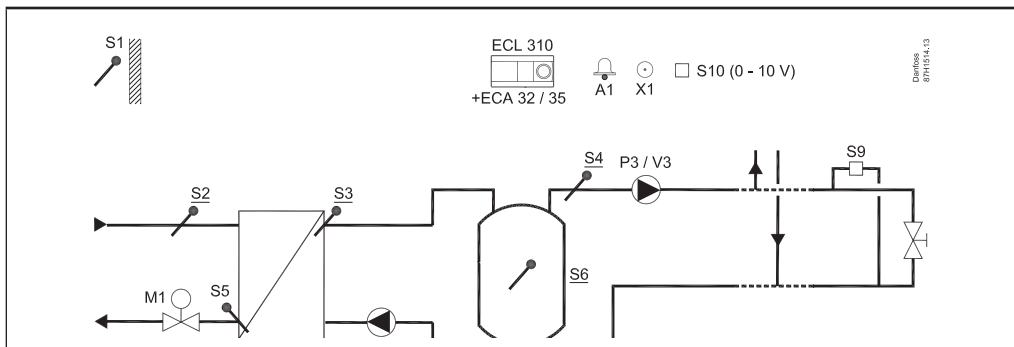 S1
ECL 310
+ECA 32 / 35
A1
X1
S10 (0 - 10 V)
Danfoss
87H1514.13
S2
S3
S4
P3 / V3
S9
S6
M1
S5